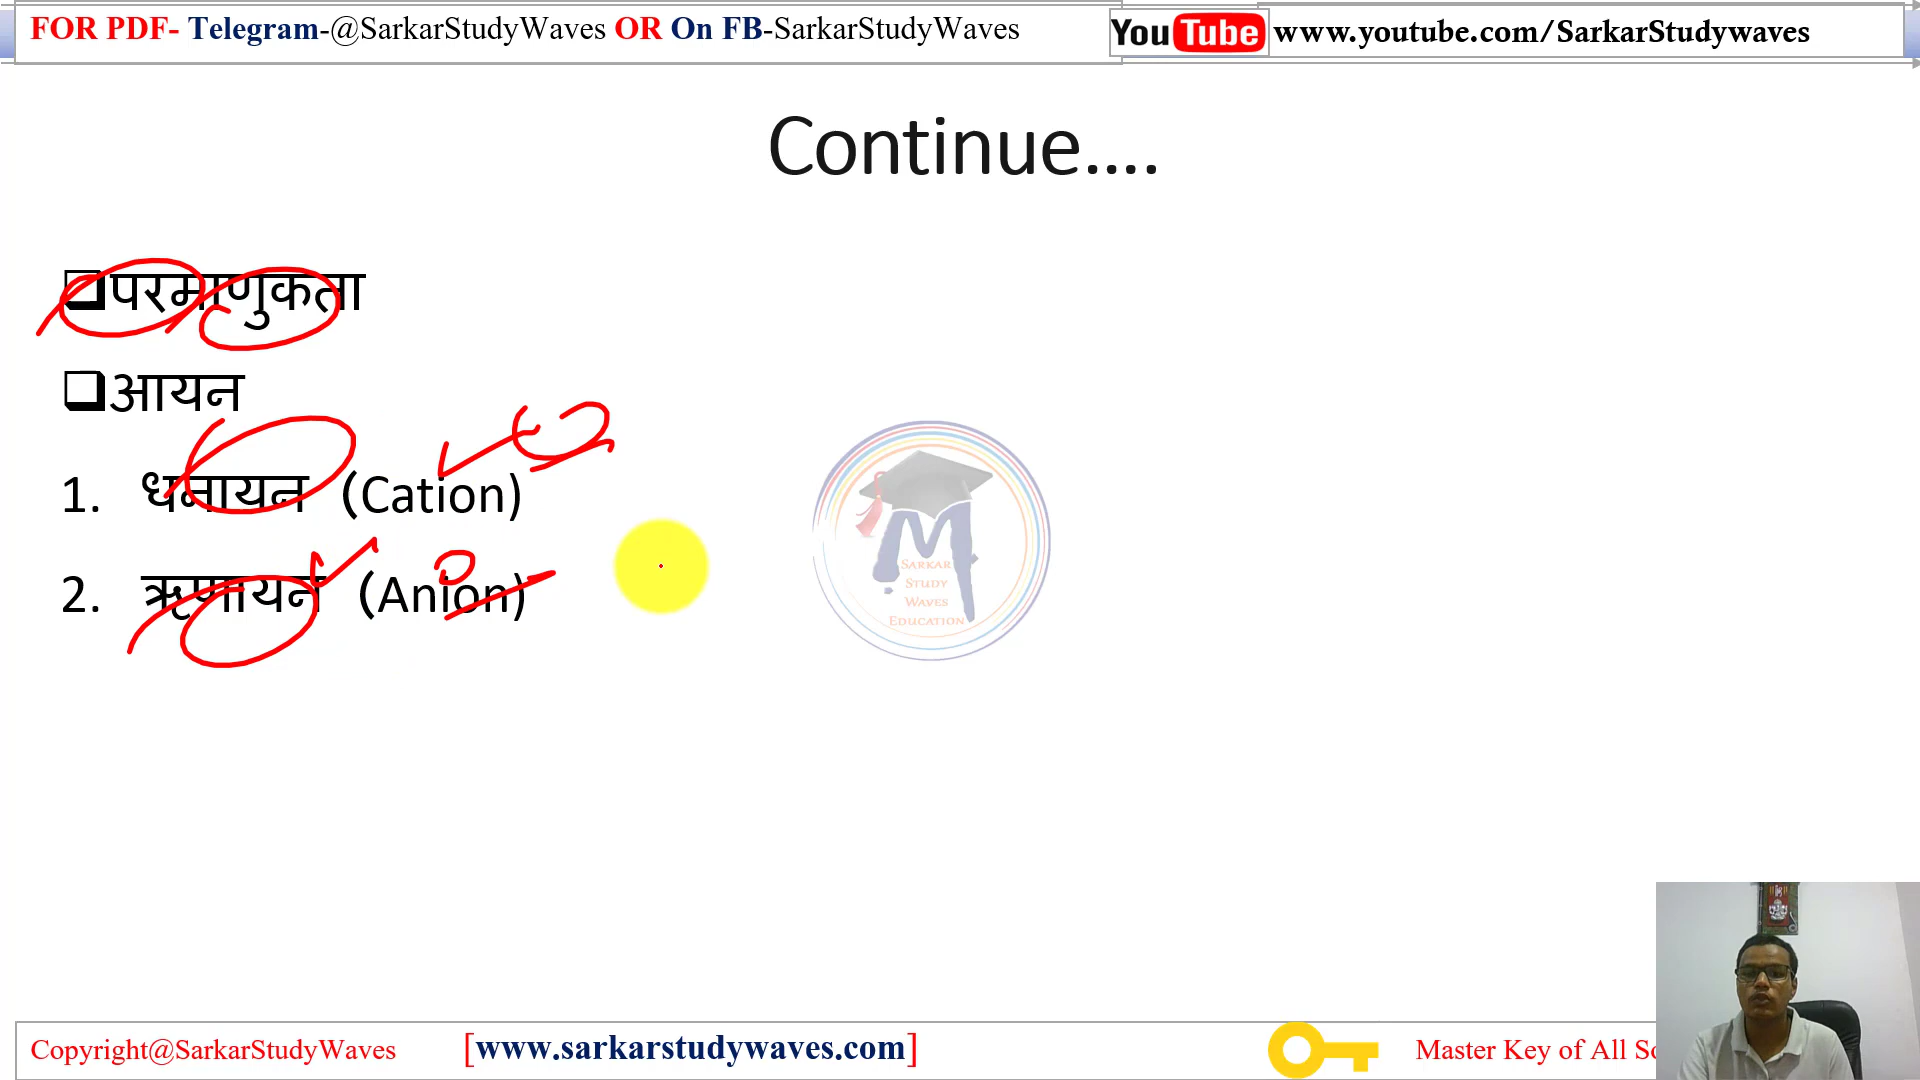 FOR PDF- Telegram-@SarkarStudyWaves OR On FB-SarkarStudyWaves
YouTube www.youtube.com/SarkarStudywaves
Continue....
परमाणुकता
आयन
1. धनायन (Cation)
2. ऋणायन (Anion)
SARKAR
STUDY
WAVES
EDUCATION
Copyright@SarkarStudyWaves [www.sarkarstudywaves.com] Master Key of All